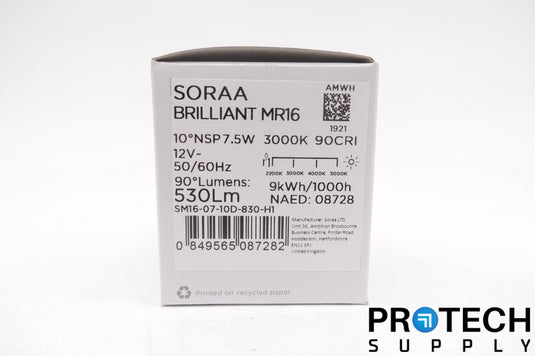 SORAA
BRILLIANT MR16
AMWH
1921
10°NSP7.5W 3000K 90CRI
12V~
50/60Hz
2200K 3000K 4000K 5000K
90°Lumens:
530Lm
9kWh/1000h
NAED: 08728
SM16-07-10D-830-H1
0 849565 087282
Manufacturer: Soraa LTD
Unit 36, Ambition Broxbourne
Business Centre, Pindar Road
Hoddesdon, Hertfordshire
EN11 0FJ
United Kingdom
Printed on recycled paper
PROTECH
SUPPLY